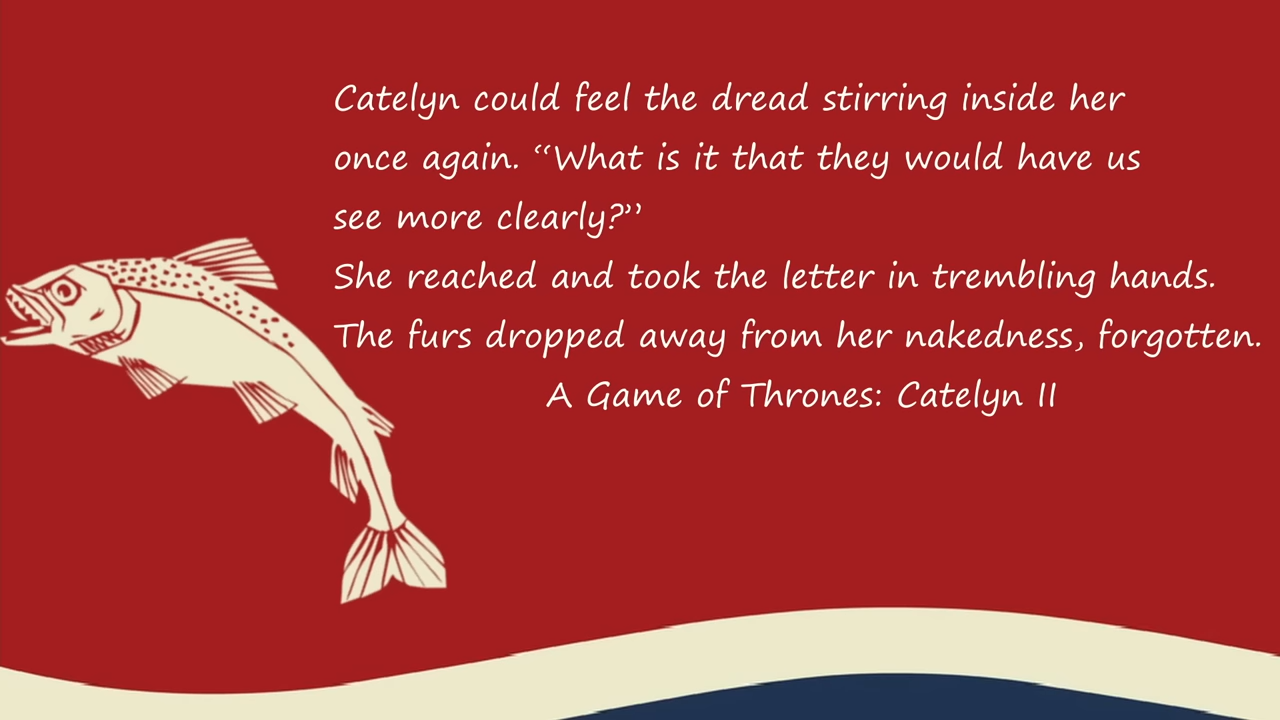 Catelyn could feel the dread stirring inside her
once again. “What is it that they would have us
see more clearly?”
She reached and took the letter in trembling hands.
The furs dropped away from her nakedness, forgotten.
A Game of Thrones: Catelyn II